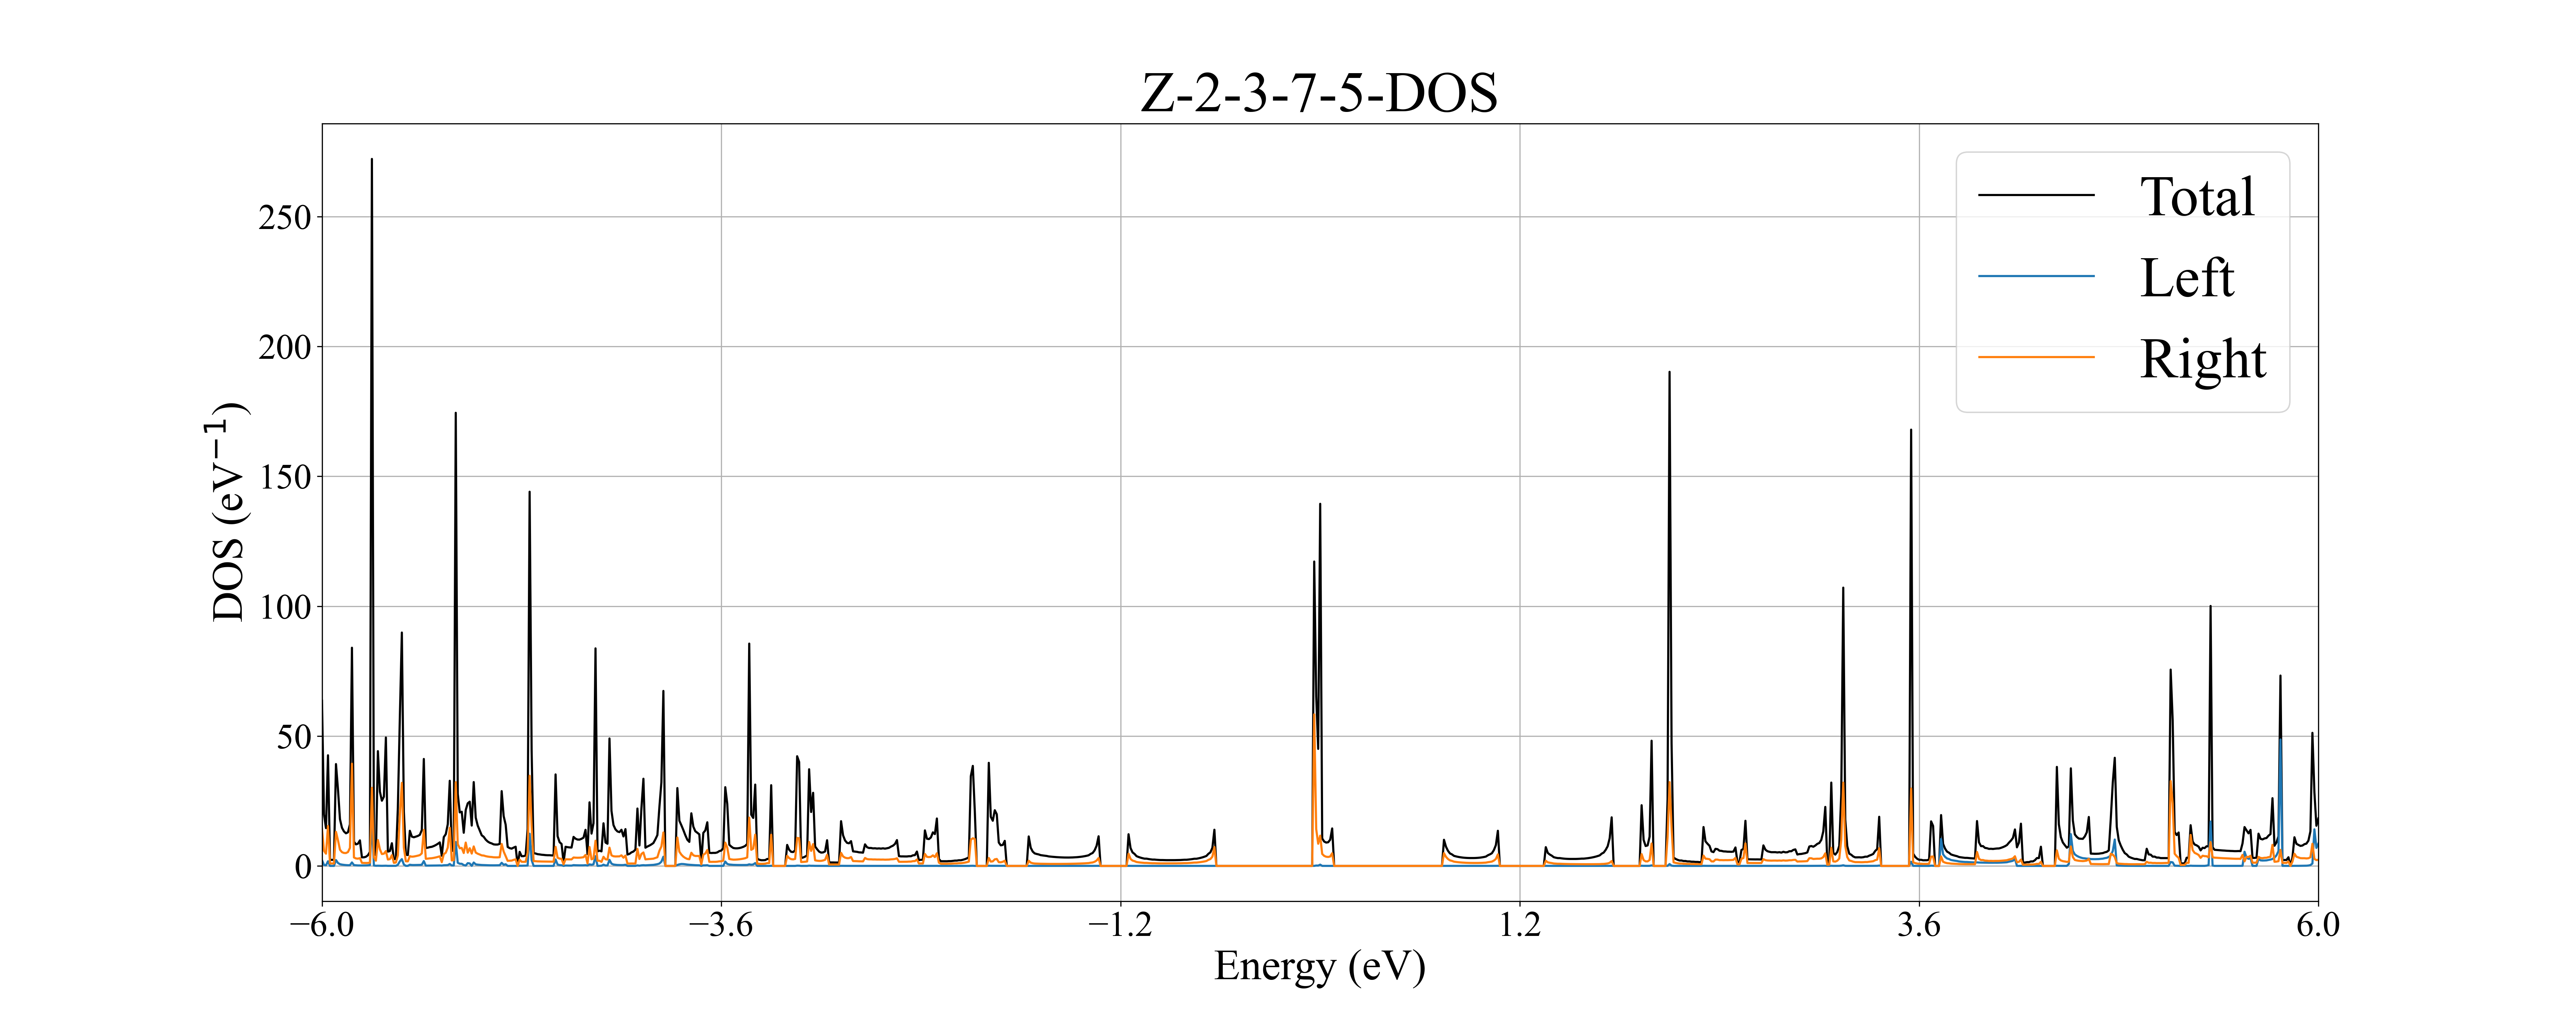 Z-2-3-7-5-DOS
Total
Left
Right
DOS (eV⁻¹)
250
200
150
100
50
0
−6.0 −3.6 −1.2 1.2 3.6 6.0
Energy (eV)